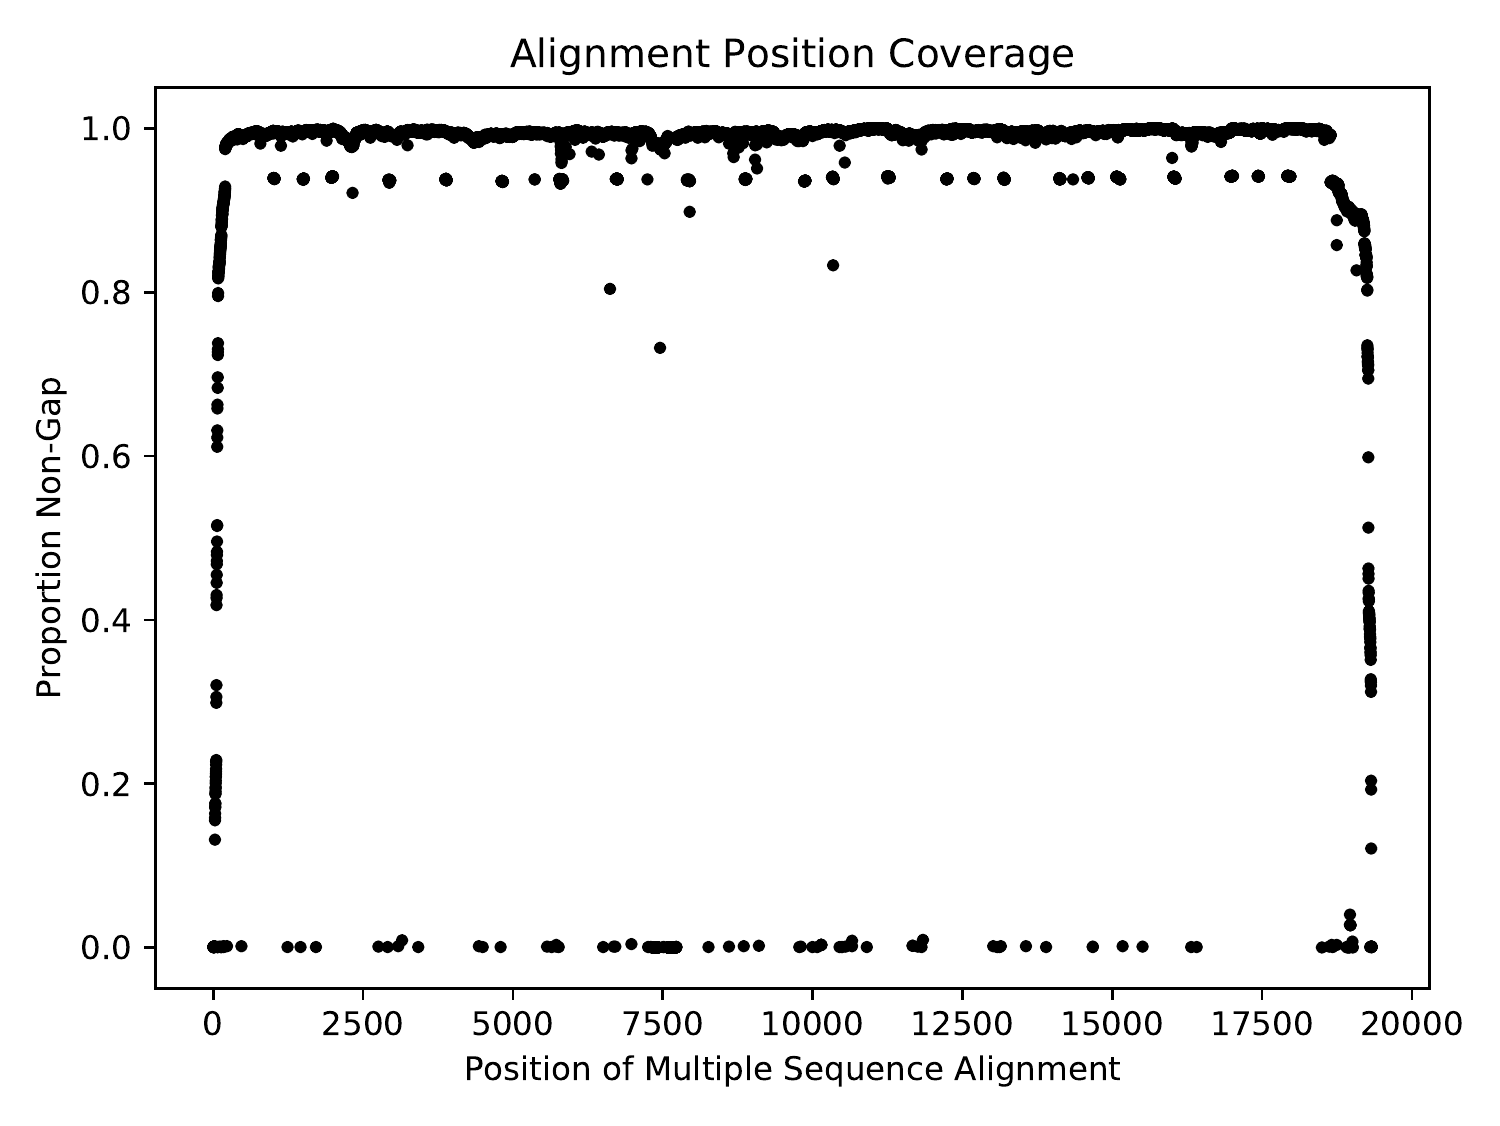 Alignment Position Coverage
Proportion Non-Gap
1.0
0.8
0.6
0.4
0.2
0.0
0 2500 5000 7500 10000 12500 15000 17500 20000
Position of Multiple Sequence Alignment